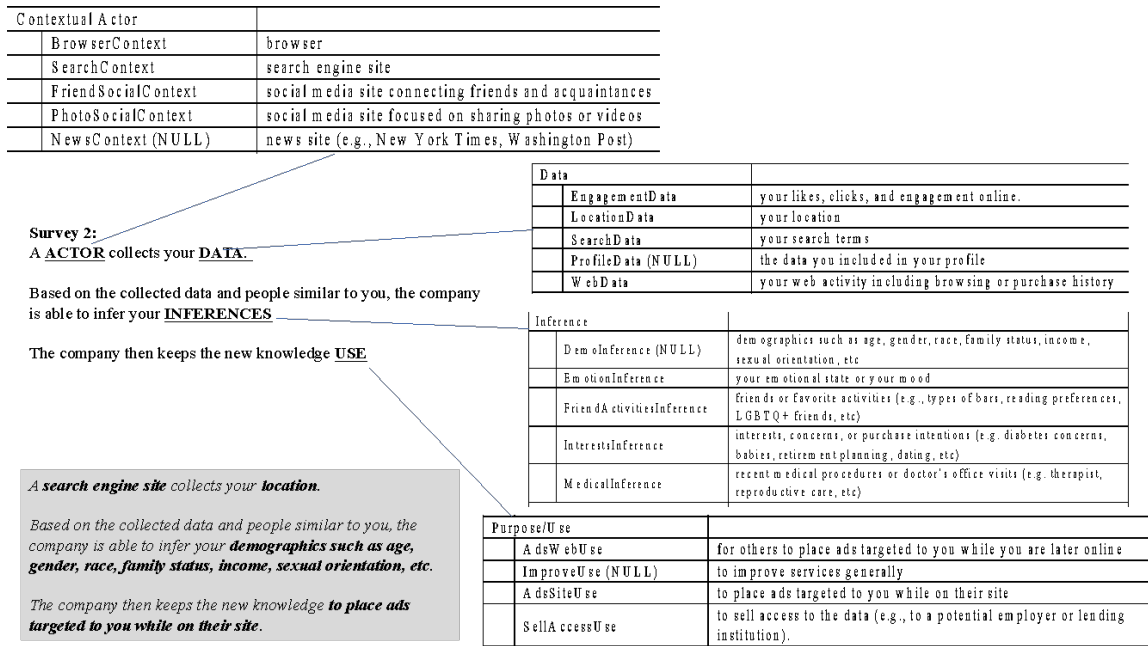 Contextual Actor
BrowserContext browser
SearchContext search engine site
FriendSocialContext social media site connecting friends and acquaintances
PhotoSocialContext social media site focused on sharing photos or videos
NewsContext (NULL) news site (e.g., New York Times, Washington Post)
Survey 2:
A ACTOR collects your DATA.
Based on the collected data and people similar to you, the company
is able to infer your INFERENCES
The company then keeps the new knowledge USE
Data
EngagementData your likes, clicks, and engagement online.
LocationData your location
SearchData your search terms
ProfileData (NULL) the data you included in your profile
WebData your web activity including browsing or purchase history
Inference
DemoInference (NULL) demographics such as age, gender, race, family status, income,
sexual orientation, etc
EmotionInference your emotional state or your mood
FriendActivitiesInference friends or favorite activities (e.g., types of bars, reading preferences,
LGBTQ+ friends, etc)
InterestsInference interests, concerns, or purchase intentions (e.g. diabetes concerns,
babies, retirement planning, dating, etc)
MedicalInference recent medical procedures or doctor's office visits (e.g. therapist,
reproductive care, etc)
A search engine site collects your location.
Based on the collected data and people similar to you, the
company is able to infer your demographics such as age,
gender, race, family status, income, sexual orientation, etc.
The company then keeps the new knowledge to place ads
targeted to you while on their site.
Purpose/Use
AdsWebUse for others to place ads targeted to you while you are later online
ImproveUse (NULL) to improve services generally
AdsSiteUse to place ads targeted to you while on their site
SellAccessUse to sell access to the data (e.g., to a potential employer or lending
institution).